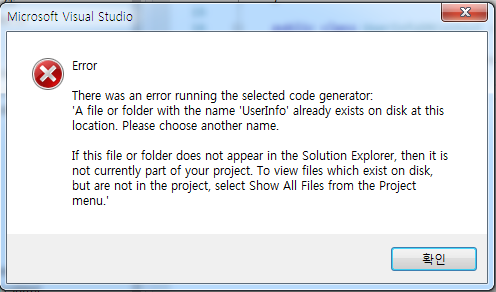 Microsoft Visual Studio
Error
There was an error running the selected code generator:
'A file or folder with the name 'UserInfo' already exists on disk at this
location. Please choose another name.
If this file or folder does not appear in the Solution Explorer, then it is
not currently part of your project. To view files which exist on disk,
but are not in the project, select Show All Files from the Project
menu.'
확인